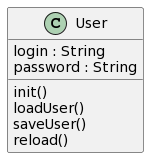 C User
login : String
password : String
init()
loadUser()
saveUser()
reload()